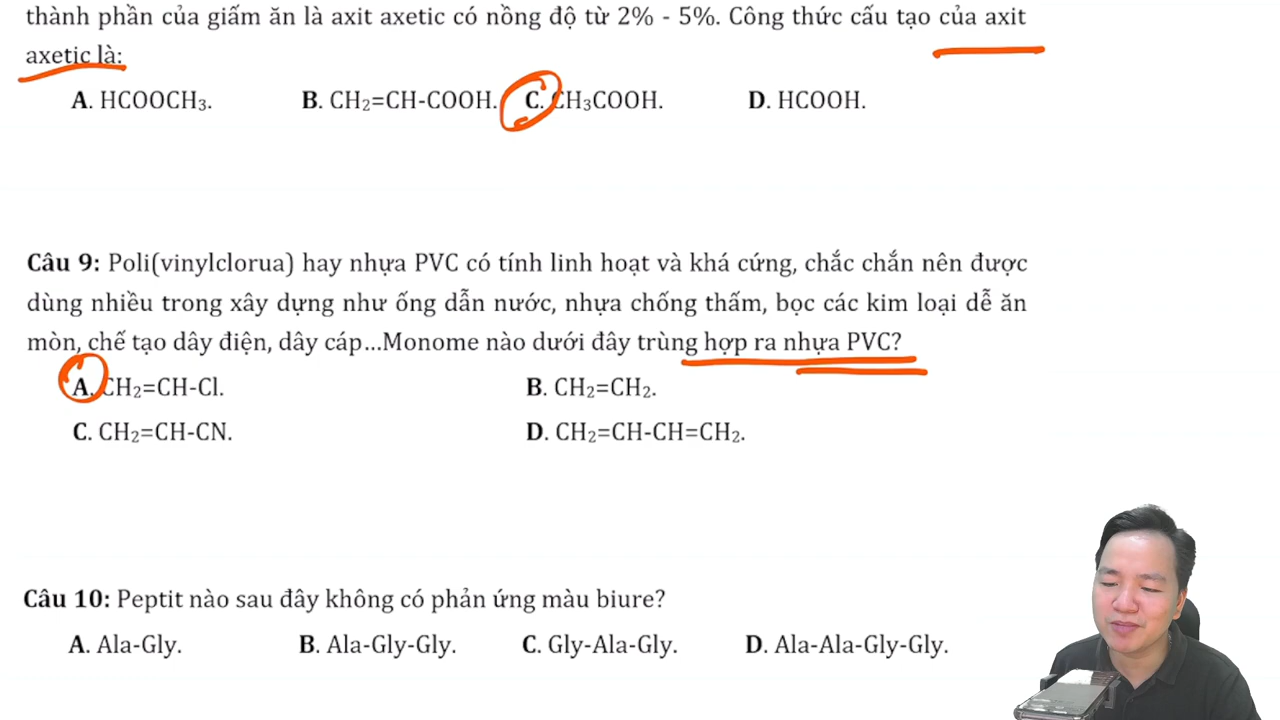 thành phần của giấm ăn là axit axetic có nồng độ từ 2% - 5%. Công thức cấu tạo của axit
axetic là:
A. HCOOCH₃. B. CH₂=CH-COOH. C. CH₃COOH. D. HCOOH.
Câu 9: Poli(vinylclorua) hay nhựa PVC có tính linh hoạt và khá cứng, chắc chắn nên được
dùng nhiều trong xây dựng như ống dẫn nước, nhựa chống thấm, bọc các kim loại dễ ăn
mòn, chế tạo dây điện, dây cáp...Monome nào dưới đây trùng hợp ra nhựa PVC?
A. CH₂=CH-Cl. B. CH₂=CH₂.
C. CH₂=CH-CN. D. CH₂=CH-CH=CH₂.
Câu 10: Peptit nào sau đây không có phản ứng màu biure?
A. Ala-Gly. B. Ala-Gly-Gly. C. Gly-Ala-Gly. D. Ala-Ala-Gly-Gly.